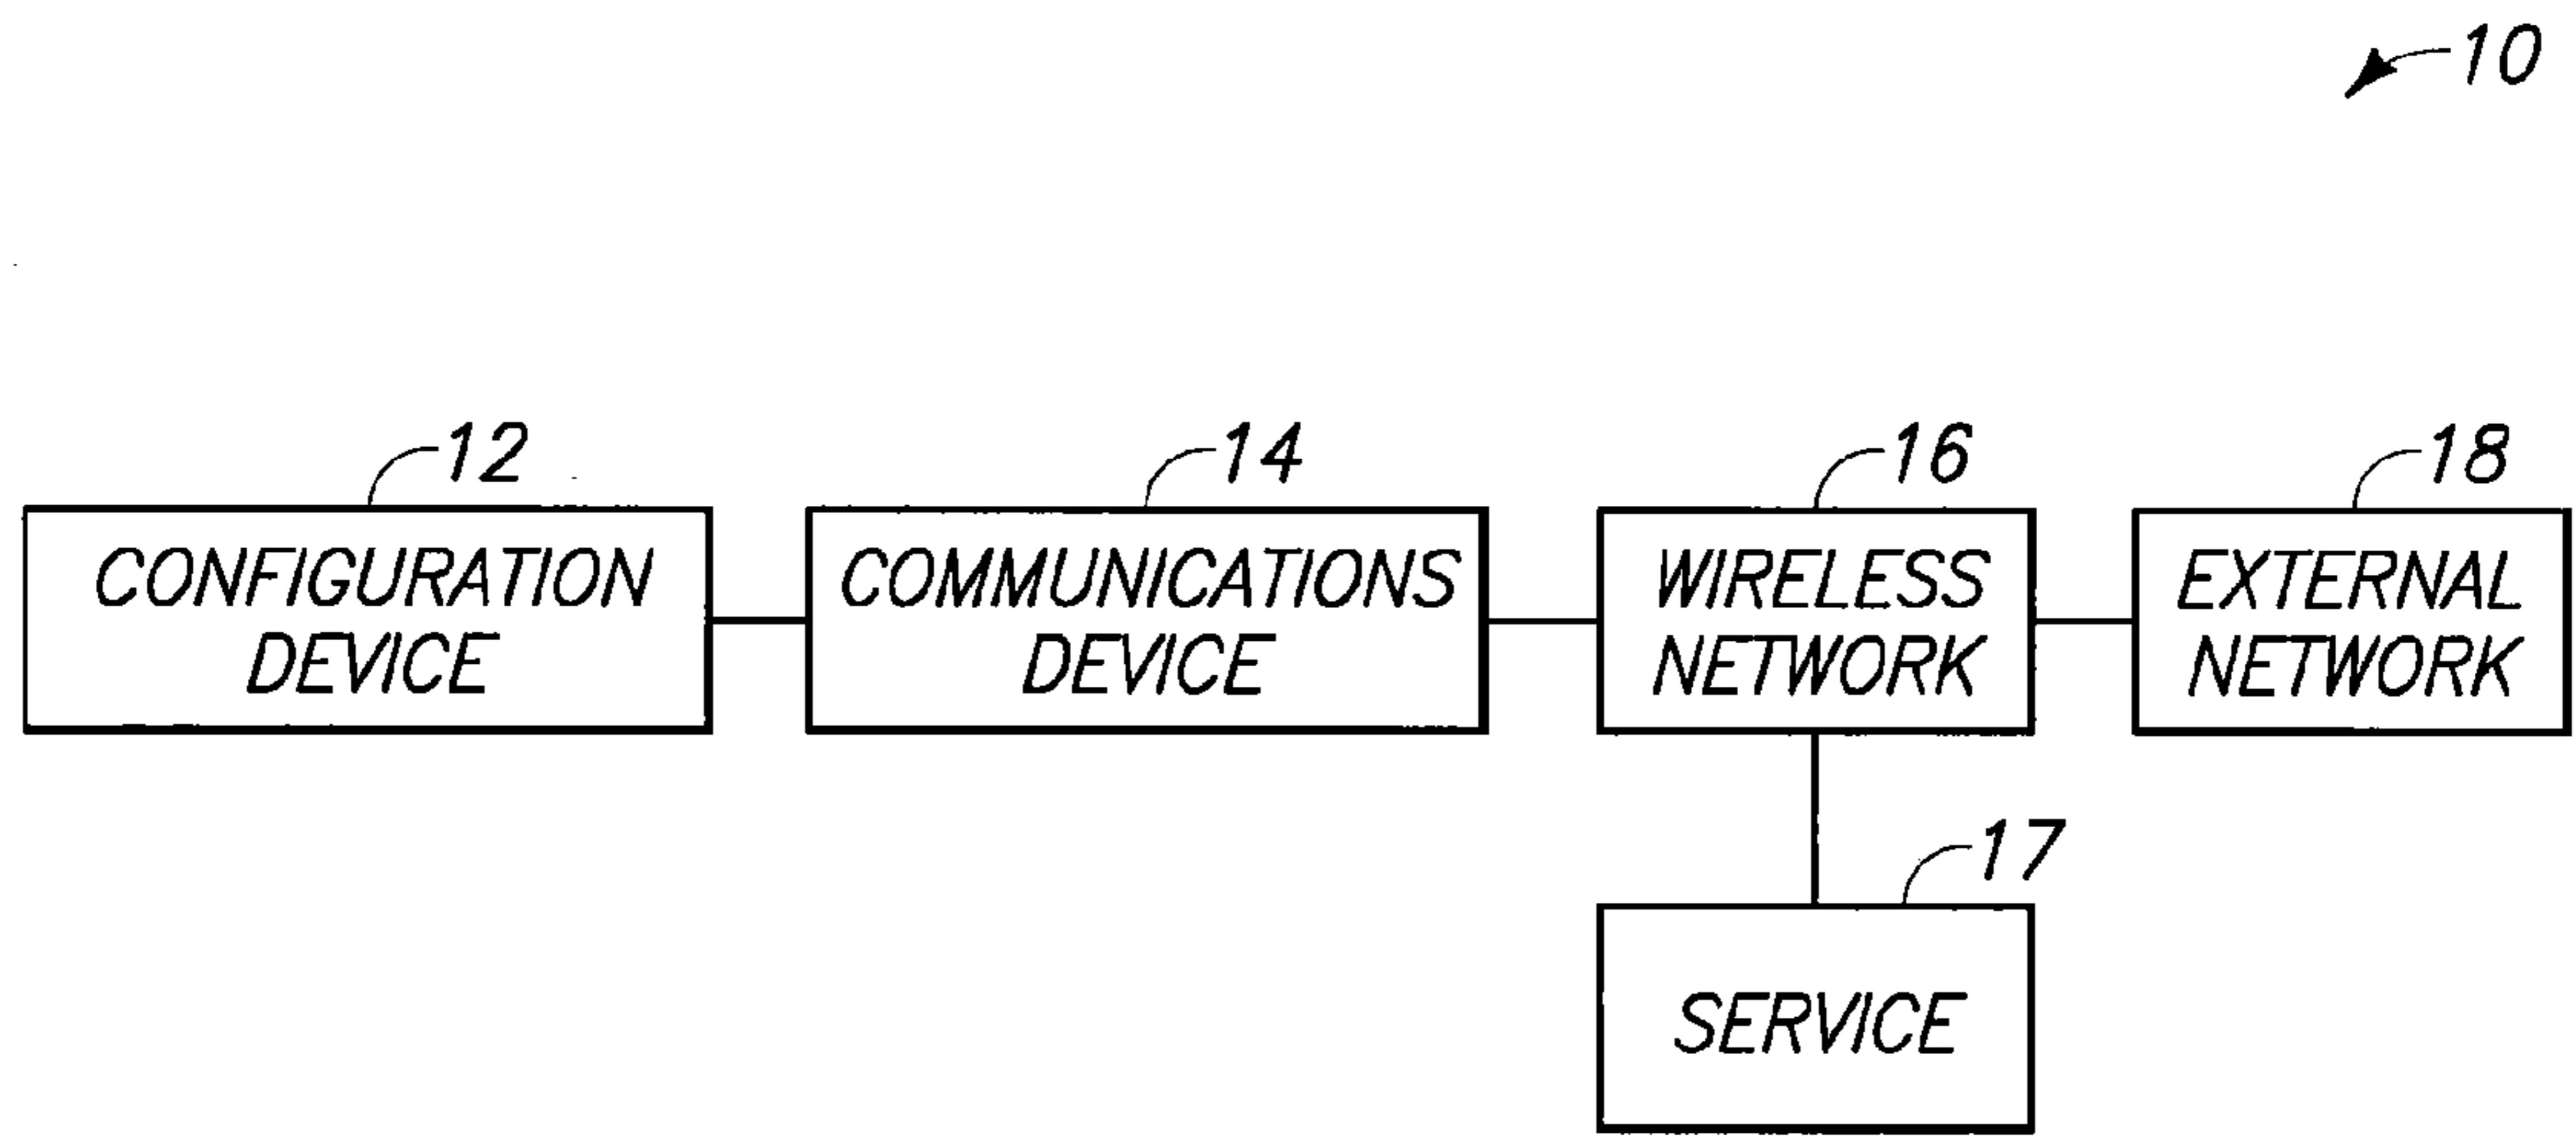 10
12
14
16
18
CONFIGURATION
DEVICE
COMMUNICATIONS
DEVICE
WIRELESS
NETWORK
EXTERNAL
NETWORK
17
SERVICE